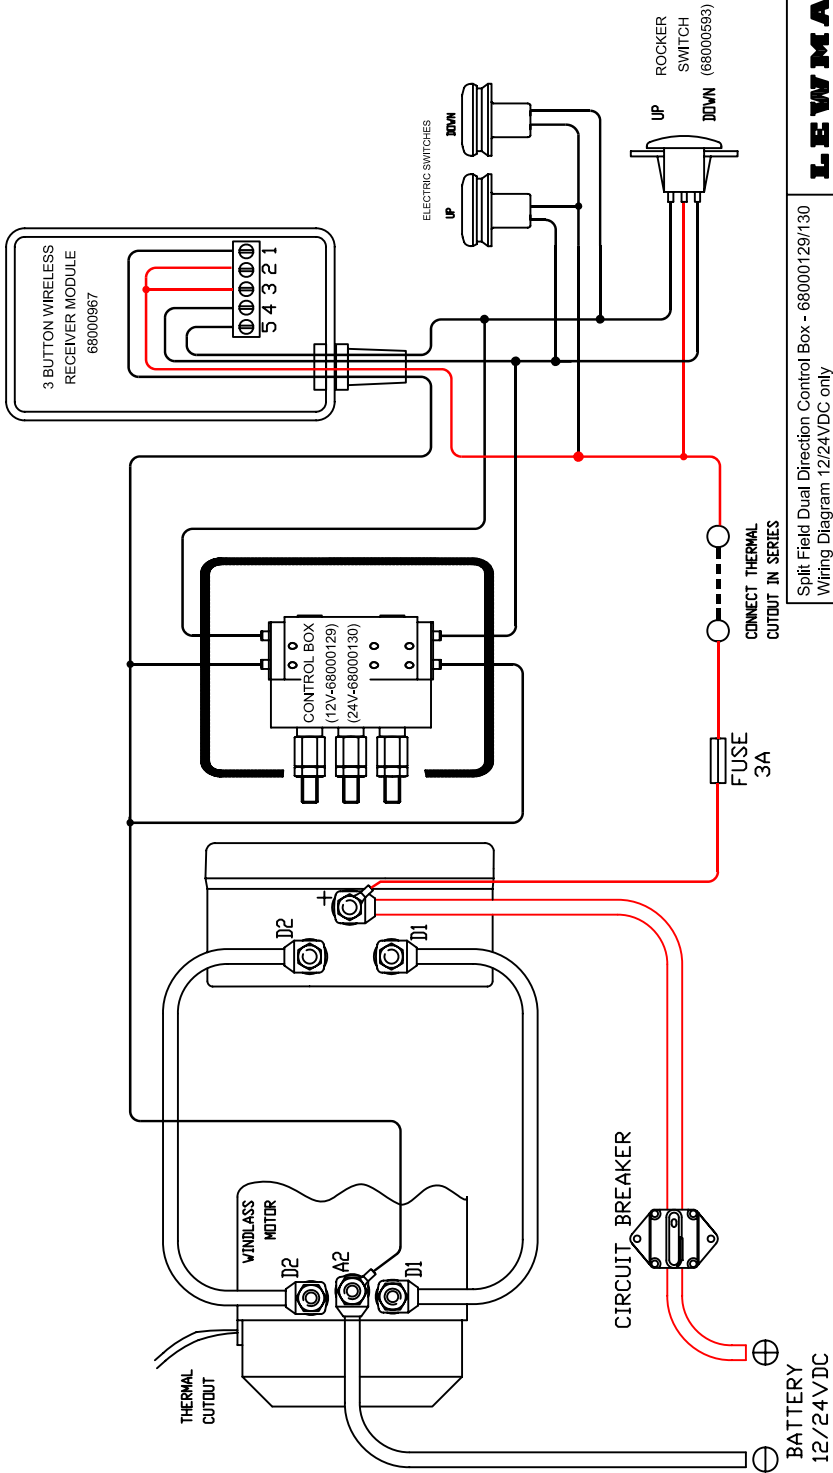 3 BUTTON WIRELESS
RECEIVER MODULE
68000967
5 4 3 2 1
ELECTRIC SWITCHES
UP
DOWN
ROCKER
SWITCH
(68000593)
UP
DOWN
CONTROL BOX
(12V-68000129)
(24V-68000130)
CONNECT THERMAL
CUTOUT IN SERIES
FUSE
3A
+
D2
D1
WINDLASS
MOTOR
D2
A2
D1
THERMAL
CUTOUT
CIRCUIT BREAKER
BATTERY
12/24VDC
Split Field Dual Direction Control Box - 68000129/130
Wiring Diagram 12/24VDC only
LEWMA